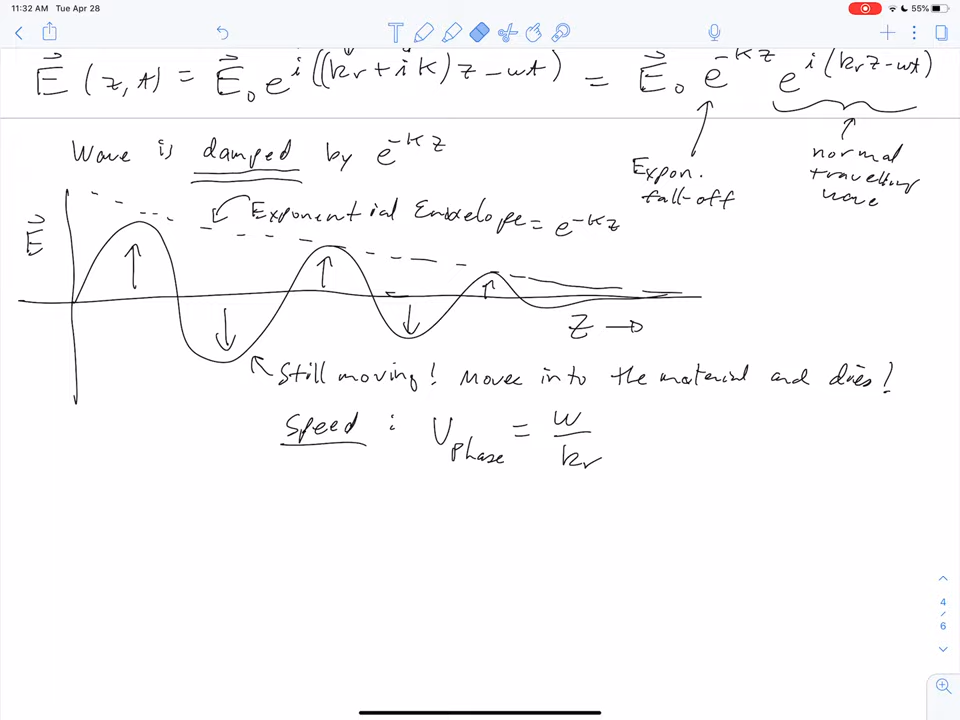 11:32 AM Tue Apr 28
55%
E⃗ (z,t) = E⃗₀ e^{i((kr + iK)z - wt)} = E⃗₀ e^{-Kz} e^{i(krz - wt)}
Wave is damped by e^{-Kz}
Expon. fall-off
normal travelling wave
E⃗
Exponential Envelope = e^{-Kz}
Z →
Still moving! Moves into the material and dies!
Speed : V_phase = w/kr
4
/
6